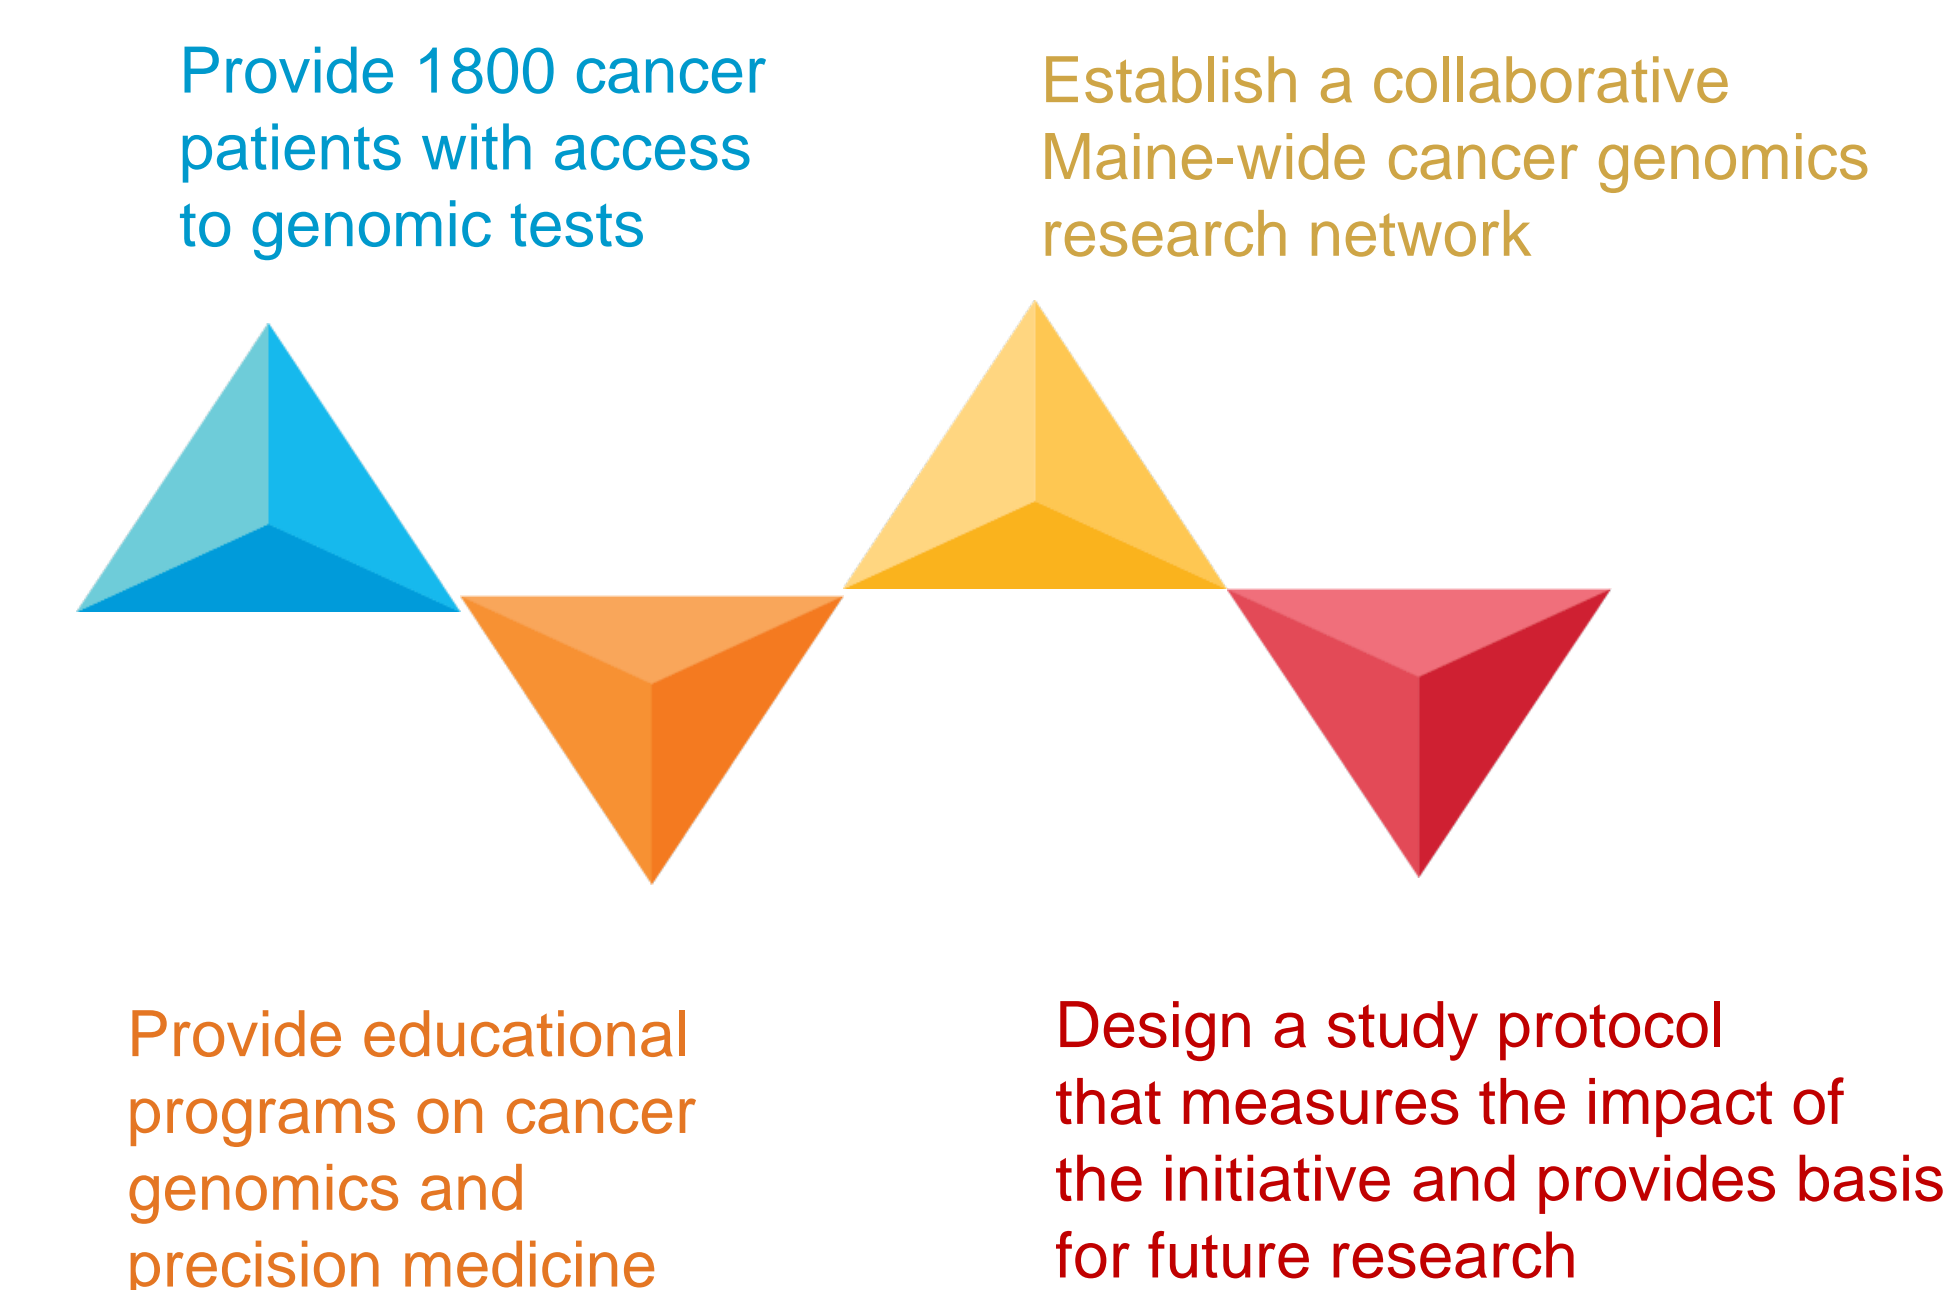 Provide 1800 cancer
patients with access
to genomic tests
Establish a collaborative
Maine-wide cancer genomics
research network
Provide educational
programs on cancer
genomics and
precision medicine
Design a study protocol
that measures the impact of
the initiative and provides basis
for future research